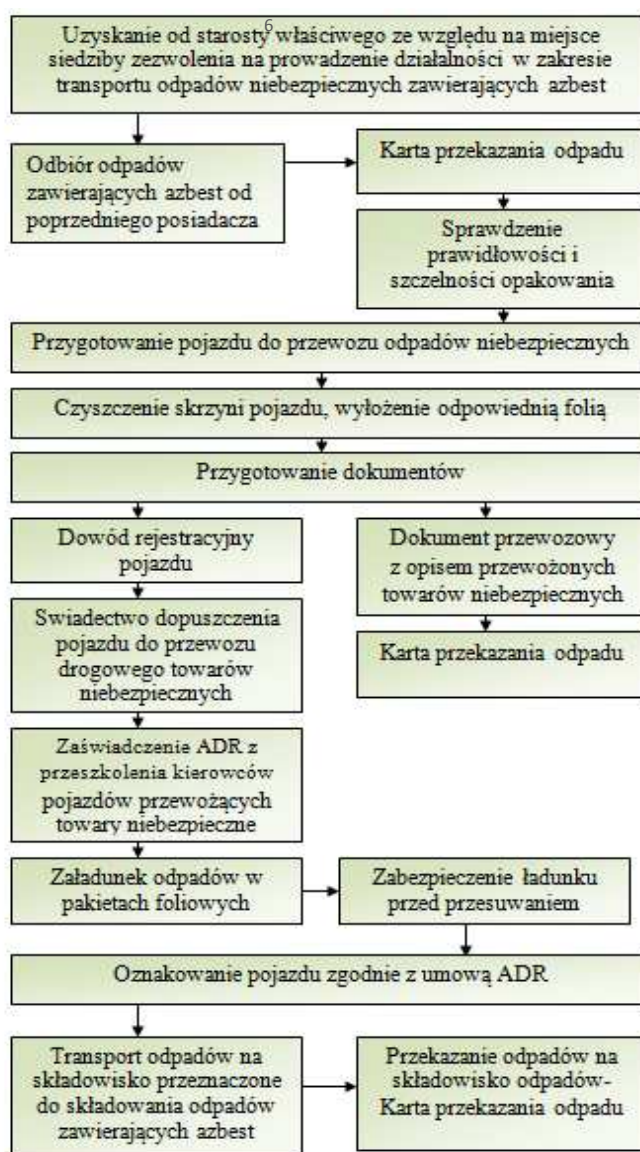 6
Uzyskanie od starosty właściwego ze względu na miejsce
siedziby zezwolenia na prowadzenie działalności w zakresie
transportu odpadów niebezpiecznych zawierających azbest
Odbiór odpadów
zawierających azbest od
poprzedniego posiadacza
Karta przekazania odpadu
Sprawdzenie
prawidłowości i
szczelności opakowania
Przygotowanie pojazdu do przewozu odpadów niebezpiecznych
Czyszczenie skrzyni pojazdu, wyłożenie odpowiednią folią
Przygotowanie dokumentów
Dowód rejestracyjny
pojazdu
Swiadectwo dopuszczenia
pojazdu do przewozu
drogowego towarów
niebezpiecznych
Zaświadczenie ADR z
przeszkolenia kierowców
pojazdów przewożących
towary niebezpieczne
Dokument przewozowy
z opisem przewożonych
towarów niebezpiecznych
Karta przekazania odpadu
Załadunek odpadów w
pakietach foliowych
Zabezpieczenie ładunku
przed przesuwaniem
Oznakowanie pojazdu zgodnie z umową ADR
Transport odpadów na
składowisko przeznaczone
do składowania odpadów
zawierających azbest
Przekazanie odpadów na
składowisko odpadów-
Karta przekazania odpadu